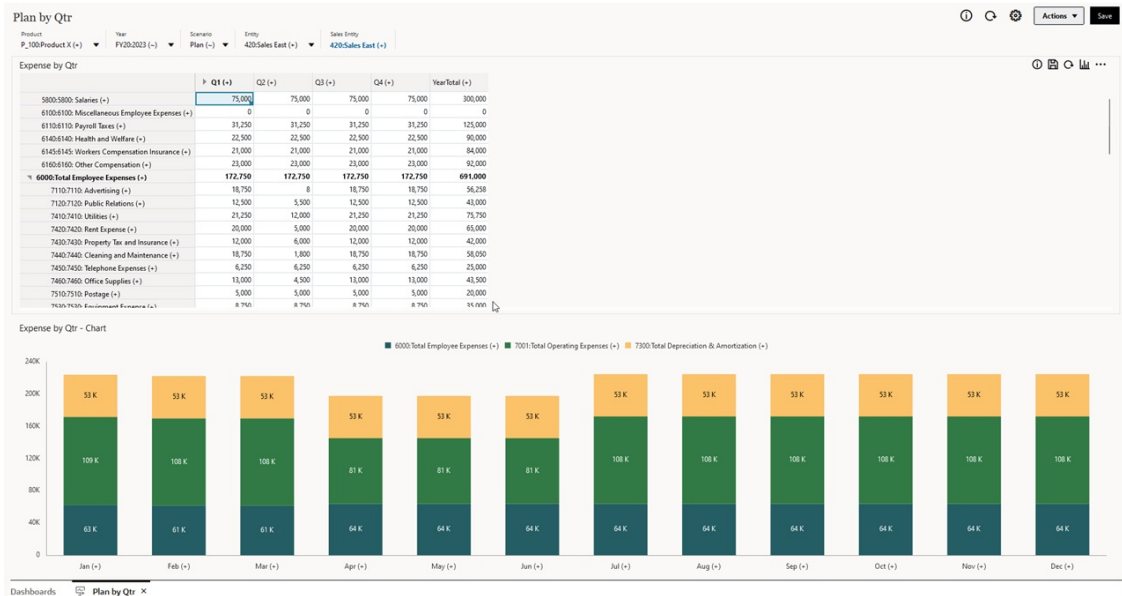 Plan by Qtr
Actions ▼ Save
Product Year Scenario Entity Sales Entity
P_100:Product X (+) FY20:2023 (~) Plan (~) 420:Sales East (+) 420:Sales East (+)
Expense by Qtr
Q1 (+) Q2 (+) Q3 (+) Q4 (+) YearTotal (+)
5800:5800: Salaries (+) 75,000 75,000 75,000 75,000 300,000
6100:6100: Miscellaneous Employee Expenses (+) 0 0 0 0 0
6110:6110: Payroll Taxes (+) 31,250 31,250 31,250 31,250 125,000
6140:6140: Health and Welfare (+) 22,500 22,500 22,500 22,500 90,000
6145:6145: Workers Compensation Insurance (+) 21,000 21,000 21,000 21,000 84,000
6160:6160: Other Compensation (+) 23,000 23,000 23,000 23,000 92,000
6000:Total Employee Expenses (+) 172,750 172,750 172,750 172,750 691,000
7110:7110: Advertising (+) 18,750 8 18,750 18,750 56,258
7120:7120: Public Relations (+) 12,500 5,500 12,500 12,500 43,000
7410:7410: Utilities (+) 21,250 12,000 21,250 21,250 75,750
7420:7420: Rent Expense (+) 20,000 5,000 20,000 20,000 65,000
7430:7430: Property Tax and Insurance (+) 12,000 6,000 12,000 12,000 42,000
7440:7440: Cleaning and Maintenance (+) 18,750 1,800 18,750 18,750 58,050
7450:7450: Telephone Expenses (+) 6,250 6,250 6,250 6,250 25,000
7460:7460: Office Supplies (+) 13,000 4,500 13,000 13,000 43,500
7510:7510: Postage (+) 5,000 5,000 5,000 5,000 20,000
7530:7530: Equipment Expense (+) 8,750 8,750 8,750 8,750 35,000
Expense by Qtr - Chart
6000:Total Employee Expenses (+) 7001:Total Operating Expenses (+) 7300:Total Depreciation & Amortization (+)
240K
200K
160K
120K
80K
40K
0
53 K 53 K 53 K 53 K 53 K 53 K 53 K 53 K 53 K 53 K 53 K 53 K
109 K 108 K 108 K 81 K 81 K 81 K 108 K 108 K 108 K 108 K 108 K 108 K
63 K 61 K 61 K 64 K 64 K 64 K 64 K 64 K 64 K 64 K 64 K 64 K
Jan (+) Feb (+) Mar (+) Apr (+) May (+) Jun (+) Jul (+) Aug (+) Sep (+) Oct (+) Nov (+) Dec (+)
Dashboards Plan by Qtr ×